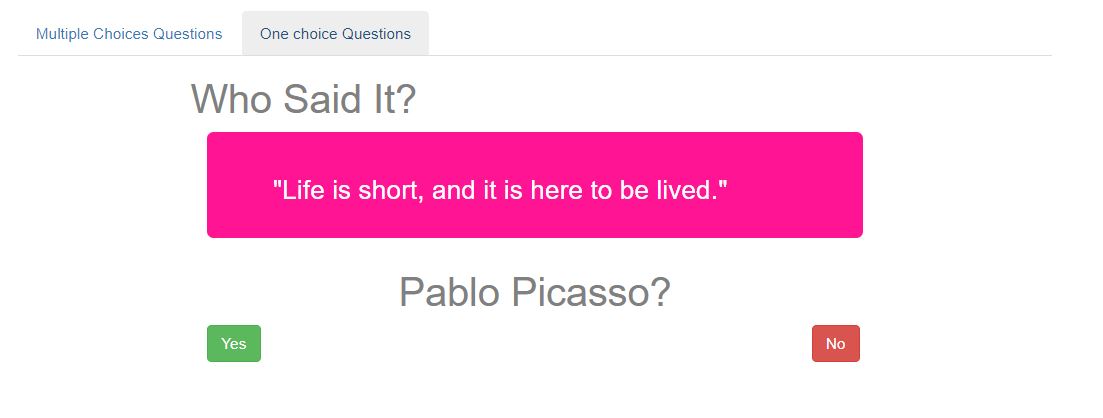 Multiple Choices Questions
One choice Questions
Who Said It?
"Life is short, and it is here to be lived."
Pablo Picasso?
Yes
No